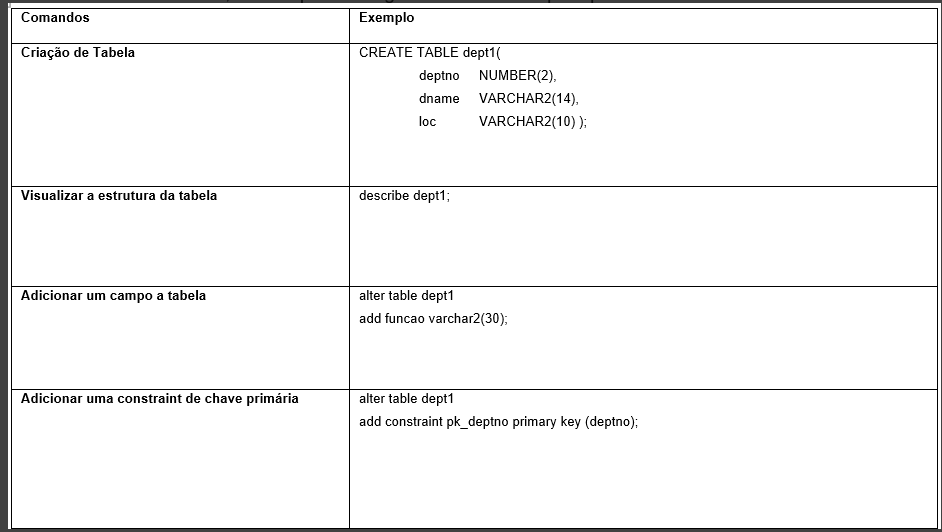 Comandos Exemplo
Criação de Tabela CREATE TABLE dept1(
deptno NUMBER(2),
dname VARCHAR2(14),
loc VARCHAR2(10) );
Visualizar a estrutura da tabela describe dept1;
Adicionar um campo a tabela alter table dept1
add funcao varchar2(30);
Adicionar uma constraint de chave primária alter table dept1
add constraint pk_deptno primary key (deptno);